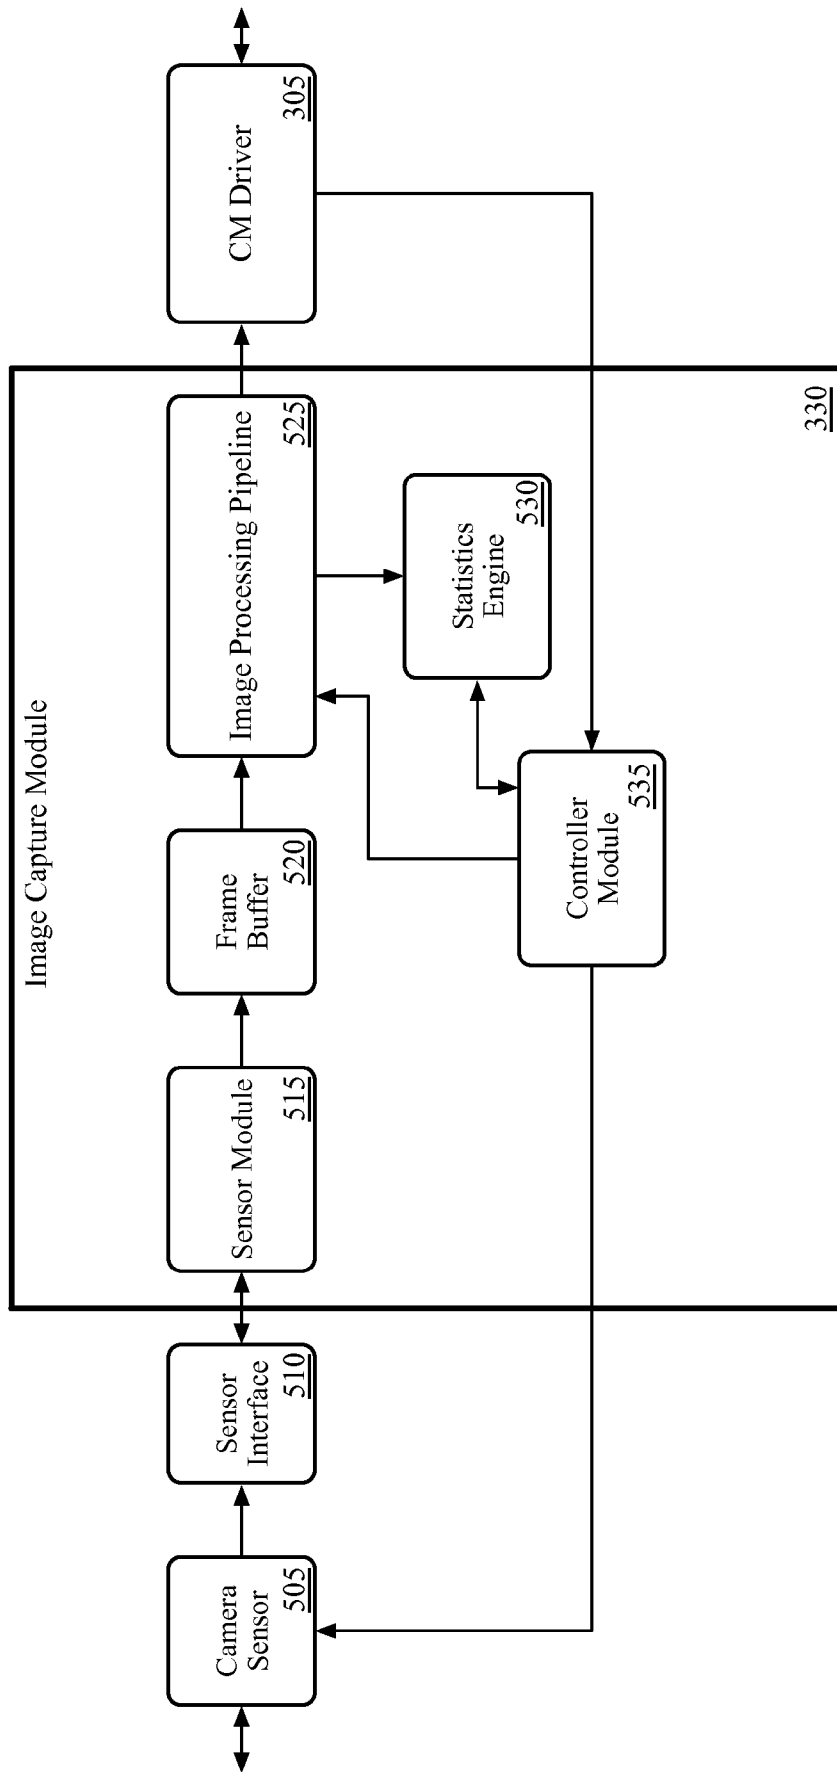 Image Capture Module
Camera
Sensor
505
Sensor
Interface
510
Sensor Module
515
Frame
Buffer
520
Image Processing Pipeline
525
CM Driver
305
Statistics
Engine
530
Controller
Module
535
330